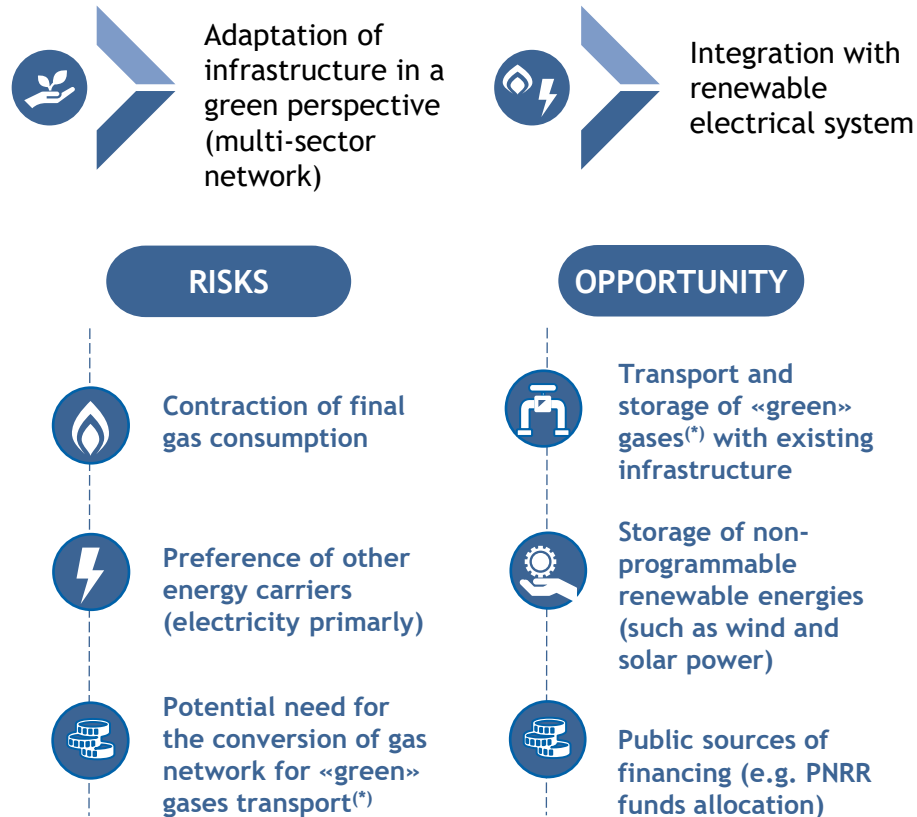 Adaptation of
infrastructure in a
green perspective
(multi-sector
network)
Integration with
renewable
electrical system
RISKS
Contraction of final
gas consumption
Preference of other
energy carriers
(electricity primarly)
Potential need for
the conversion of gas
network for «green»
gases transport(*)
OPPORTUNITY
Transport and
storage of «green»
gases(*) with existing
infrastructure
Storage of non-
programmable
renewable energies
(such as wind and
solar power)
Public sources of
financing (e.g. PNRR
funds allocation)